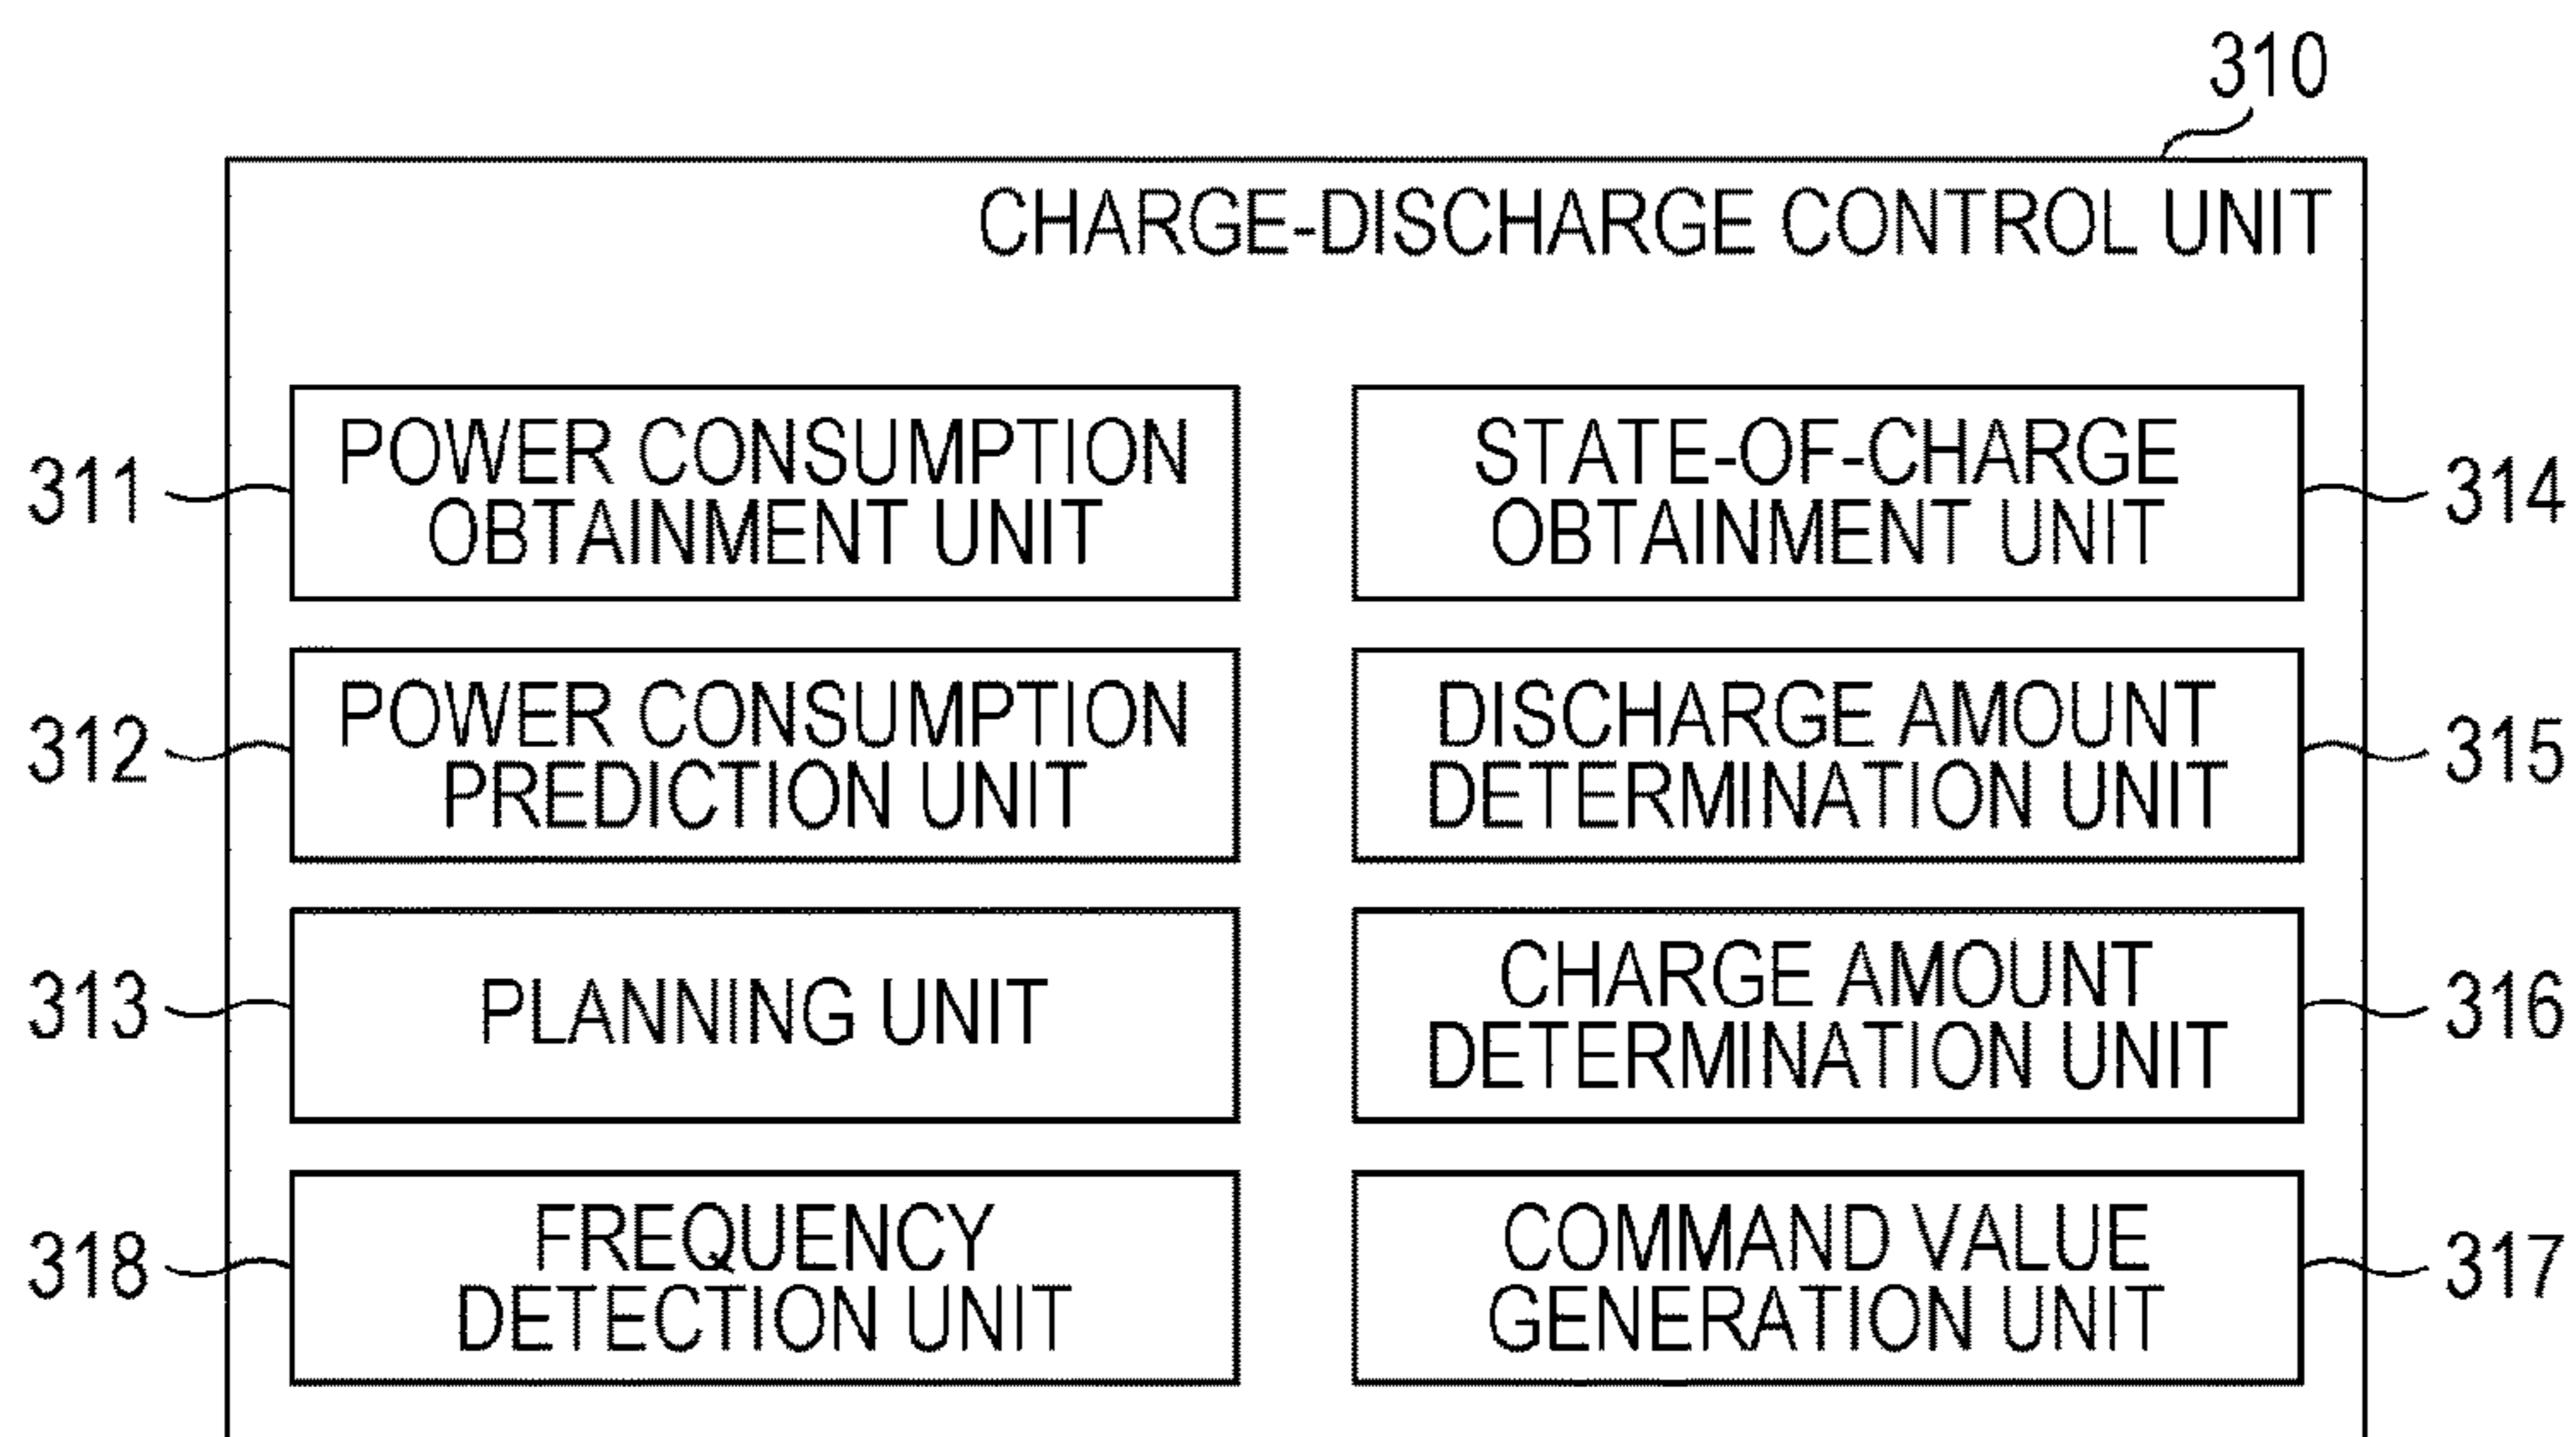 310
CHARGE-DISCHARGE CONTROL UNIT
311
POWER CONSUMPTION
OBTAINMENT UNIT
STATE-OF-CHARGE
OBTAINMENT UNIT
314
312
POWER CONSUMPTION
PREDICTION UNIT
DISCHARGE AMOUNT
DETERMINATION UNIT
315
313
PLANNING UNIT
CHARGE AMOUNT
DETERMINATION UNIT
316
318
FREQUENCY
DETECTION UNIT
COMMAND VALUE
GENERATION UNIT
317